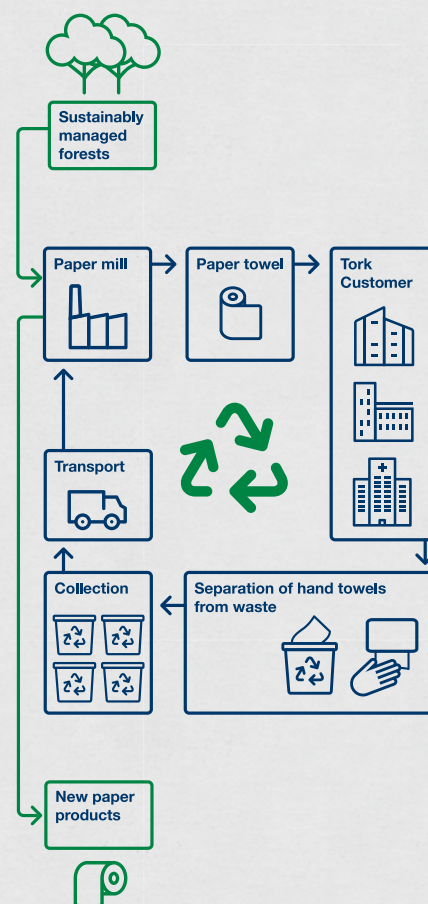 Sustainably
managed
forests
Paper mill
Paper towel
Tork
Customer
Transport
Collection
Separation of hand towels
from waste
New paper
products